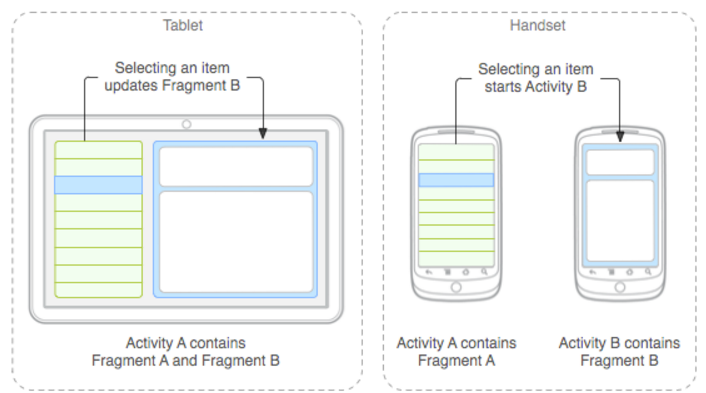 Tablet
Selecting an item
updates Fragment B
Activity A contains
Fragment A and Fragment B
Handset
Selecting an item
starts Activity B
Activity A contains
Fragment A
Activity B contains
Fragment B